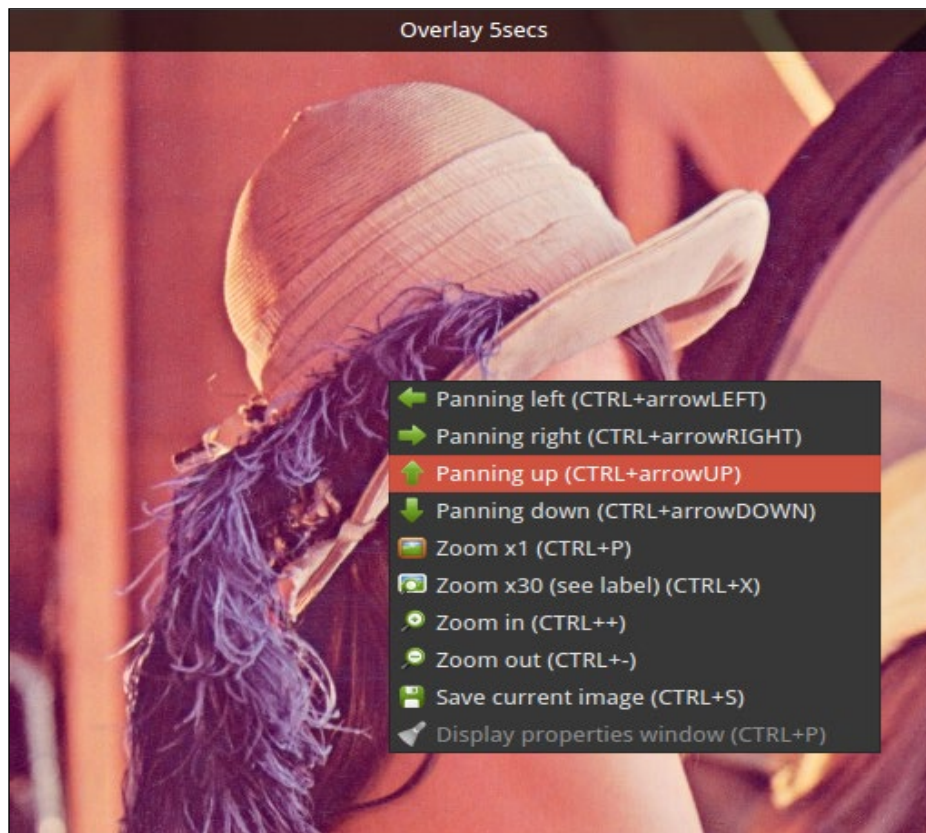 Overlay 5secs
Panning left (CTRL+arrowLEFT)
Panning right (CTRL+arrowRIGHT)
Panning up (CTRL+arrowUP)
Panning down (CTRL+arrowDOWN)
Zoom x1 (CTRL+P)
Zoom x30 (see label) (CTRL+X)
Zoom in (CTRL++)
Zoom out (CTRL+-)
Save current image (CTRL+S)
Display properties window (CTRL+P)